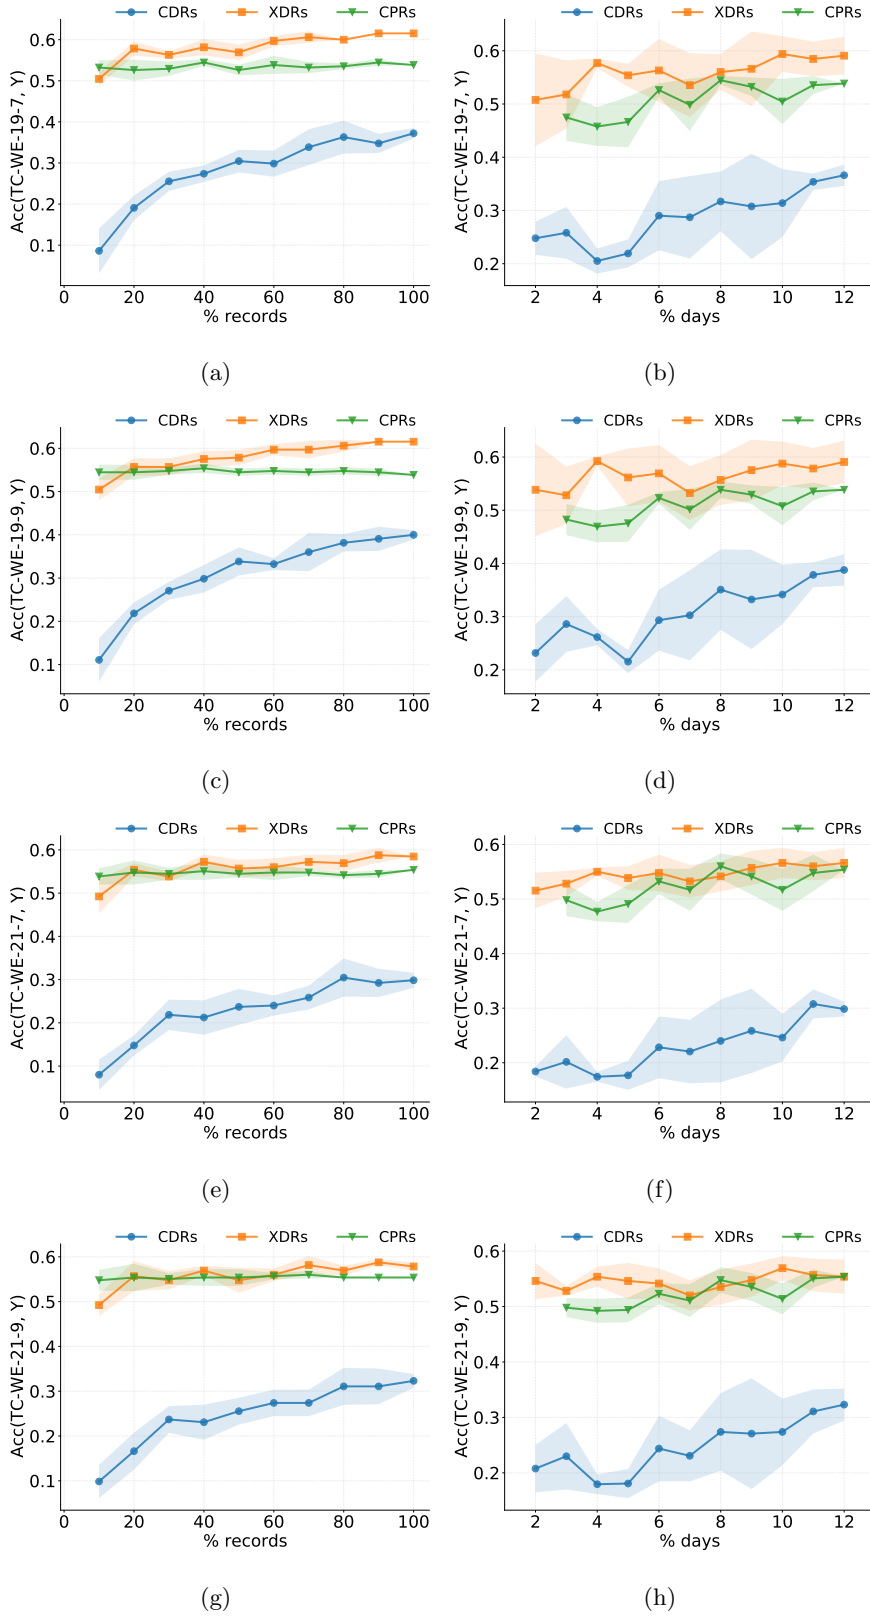 CDRs XDRs CPRs
0.6
0.5
0.4
0.3
0.2
0.1
Acc(TC-WE-19-7, Y)
0 20 40 60 80 100
% records
(a)
CDRs XDRs CPRs
0.6
0.5
0.4
0.3
0.2
Acc(TC-WE-19-7, Y)
2 4 6 8 10 12
% days
(b)
CDRs XDRs CPRs
0.6
0.5
0.4
0.3
0.2
0.1
Acc(TC-WE-19-9, Y)
0 20 40 60 80 100
% records
(c)
CDRs XDRs CPRs
0.6
0.5
0.4
0.3
0.2
Acc(TC-WE-19-9, Y)
2 4 6 8 10 12
% days
(d)
CDRs XDRs CPRs
0.6
0.5
0.4
0.3
0.2
0.1
Acc(TC-WE-21-7, Y)
0 20 40 60 80 100
% records
(e)
CDRs XDRs CPRs
0.6
0.5
0.4
0.3
0.2
Acc(TC-WE-21-7, Y)
2 4 6 8 10 12
% days
(f)
CDRs XDRs CPRs
0.6
0.5
0.4
0.3
0.2
0.1
Acc(TC-WE-21-9, Y)
0 20 40 60 80 100
% records
(g)
CDRs XDRs CPRs
0.6
0.5
0.4
0.3
0.2
Acc(TC-WE-21-9, Y)
2 4 6 8 10 12
% days
(h)